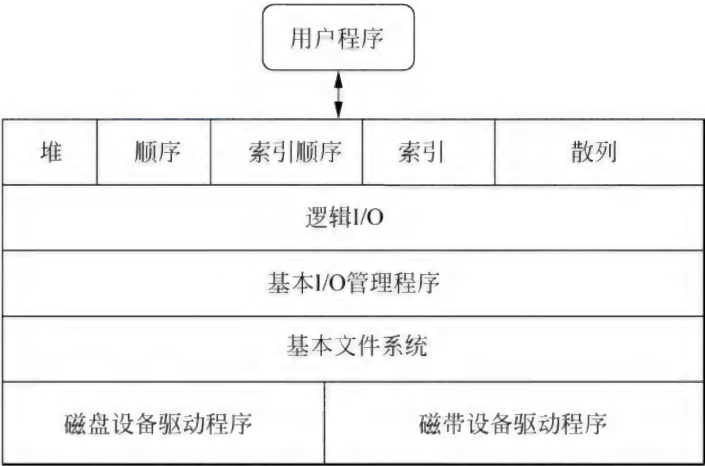 用户程序
堆 顺序 索引顺序 索引 散列
逻辑I/O
基本I/O管理程序
基本文件系统
磁盘设备驱动程序 磁带设备驱动程序